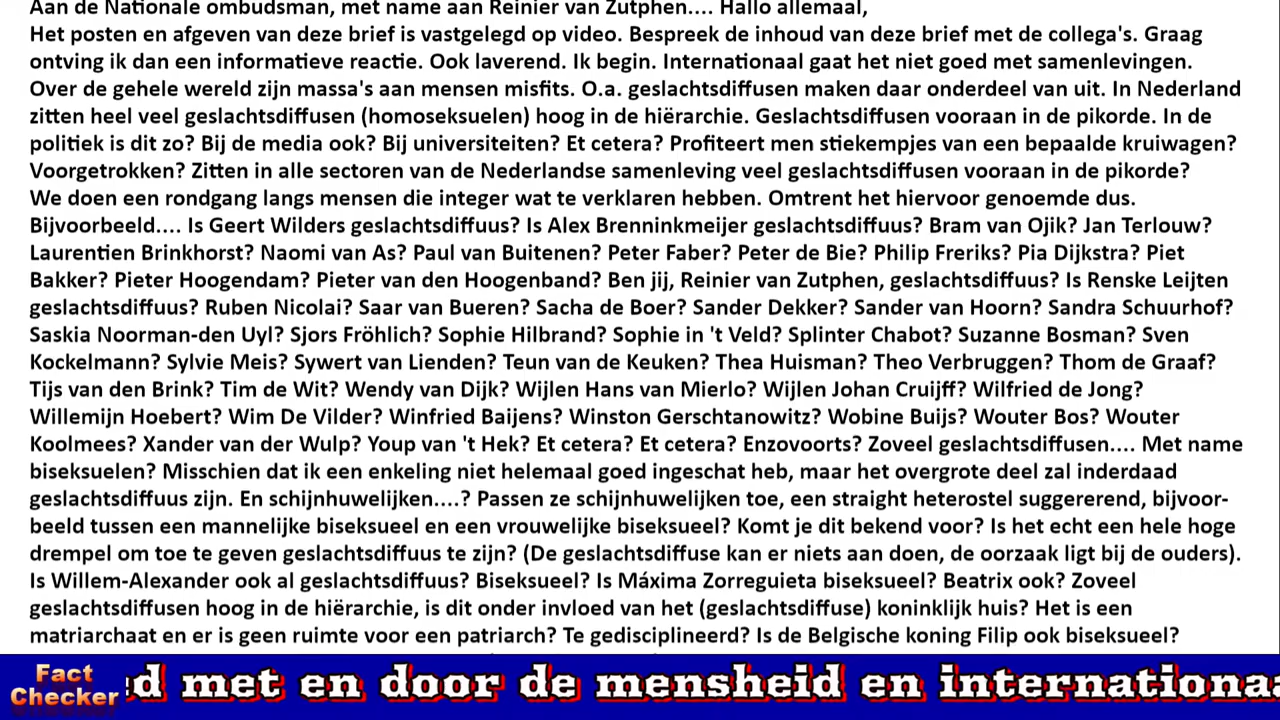 Aan de Nationale ombudsman, met name aan Reinier van Zutphen.... Hallo allemaal,
Het posten en afgeven van deze brief is vastgelegd op video. Bespreek de inhoud van deze brief met de collega's. Graag
ontving ik dan een informatieve reactie. Ook laverend. Ik begin. Internationaal gaat het niet goed met samenlevingen.
Over de gehele wereld zijn massa's aan mensen misfits. O.a. geslachtsdiffusen maken daar onderdeel van uit. In Nederland
zitten heel veel geslachtsdiffusen (homoseksuelen) hoog in de hiërarchie. Geslachtsdiffusen vooraan in de pikorde. In de
politiek is dit zo? Bij de media ook? Bij universiteiten? Et cetera? Profiteert men stiekempjes van een bepaalde kruiwagen?
Voorgetrokken? Zitten in alle sectoren van de Nederlandse samenleving veel geslachtsdiffusen vooraan in de pikorde?
We doen een rondgang langs mensen die integer wat te verklaren hebben. Omtrent het hiervoor genoemde dus.
Bijvoorbeeld.... Is Geert Wilders geslachtsdiffuus? Is Alex Brenninkmeijer geslachtsdiffuus? Bram van Ojik? Jan Terlouw?
Laurentien Brinkhorst? Naomi van As? Paul van Buitenen? Peter Faber? Peter de Bie? Philip Freriks? Pia Dijkstra? Piet
Bakker? Pieter Hoogendam? Pieter van den Hoogenband? Ben jij, Reinier van Zutphen, geslachtsdiffuus? Is Renske Leijten
geslachtsdiffuus? Ruben Nicolai? Saar van Bueren? Sacha de Boer? Sander Dekker? Sander van Hoorn? Sandra Schuurhof?
Saskia Noorman-den Uyl? Sjors Fröhlich? Sophie Hilbrand? Sophie in 't Veld? Splinter Chabot? Suzanne Bosman? Sven
Kockelmann? Sylvie Meis? Sywert van Lienden? Teun van de Keuken? Thea Huisman? Theo Verbruggen? Thom de Graaf?
Tijs van den Brink? Tim de Wit? Wendy van Dijk? Wijlen Hans van Mierlo? Wijlen Johan Cruijff? Wilfried de Jong?
Willemijn Hoebert? Wim De Vilder? Winfried Baijens? Winston Gerschtanowitz? Wobine Buijs? Wouter Bos? Wouter
Koolmees? Xander van der Wulp? Youp van 't Hek? Et cetera? Et cetera? Enzovoorts? Zoveel geslachtsdiffusen.... Met name
biseksuelen? Misschien dat ik een enkeling niet helemaal goed ingeschat heb, maar het overgrote deel zal inderdaad
geslachtsdiffuus zijn. En schijnhuwelijken....? Passen ze schijnhuwelijken toe, een straight heterostel suggererend, bijvoor-
beeld tussen een mannelijke biseksueel en een vrouwelijke biseksueel? Komt je dit bekend voor? Is het echt een hele hoge
drempel om toe te geven geslachtsdiffuus te zijn? (De geslachtsdiffuse kan er niets aan doen, de oorzaak ligt bij de ouders).
Is Willem-Alexander ook al geslachtsdiffuus? Biseksueel? Is Máxima Zorreguieta biseksueel? Beatrix ook? Zoveel
geslachtsdiffusen hoog in de hiërarchie, is dit onder invloed van het (geslachtsdiffuse) koninklijk huis? Het is een
matriarchaat en er is geen ruimte voor een patriarch? Te gedisciplineerd? Is de Belgische koning Filip ook biseksueel?
Fact
Checker
d met en door de mensheid en internationa